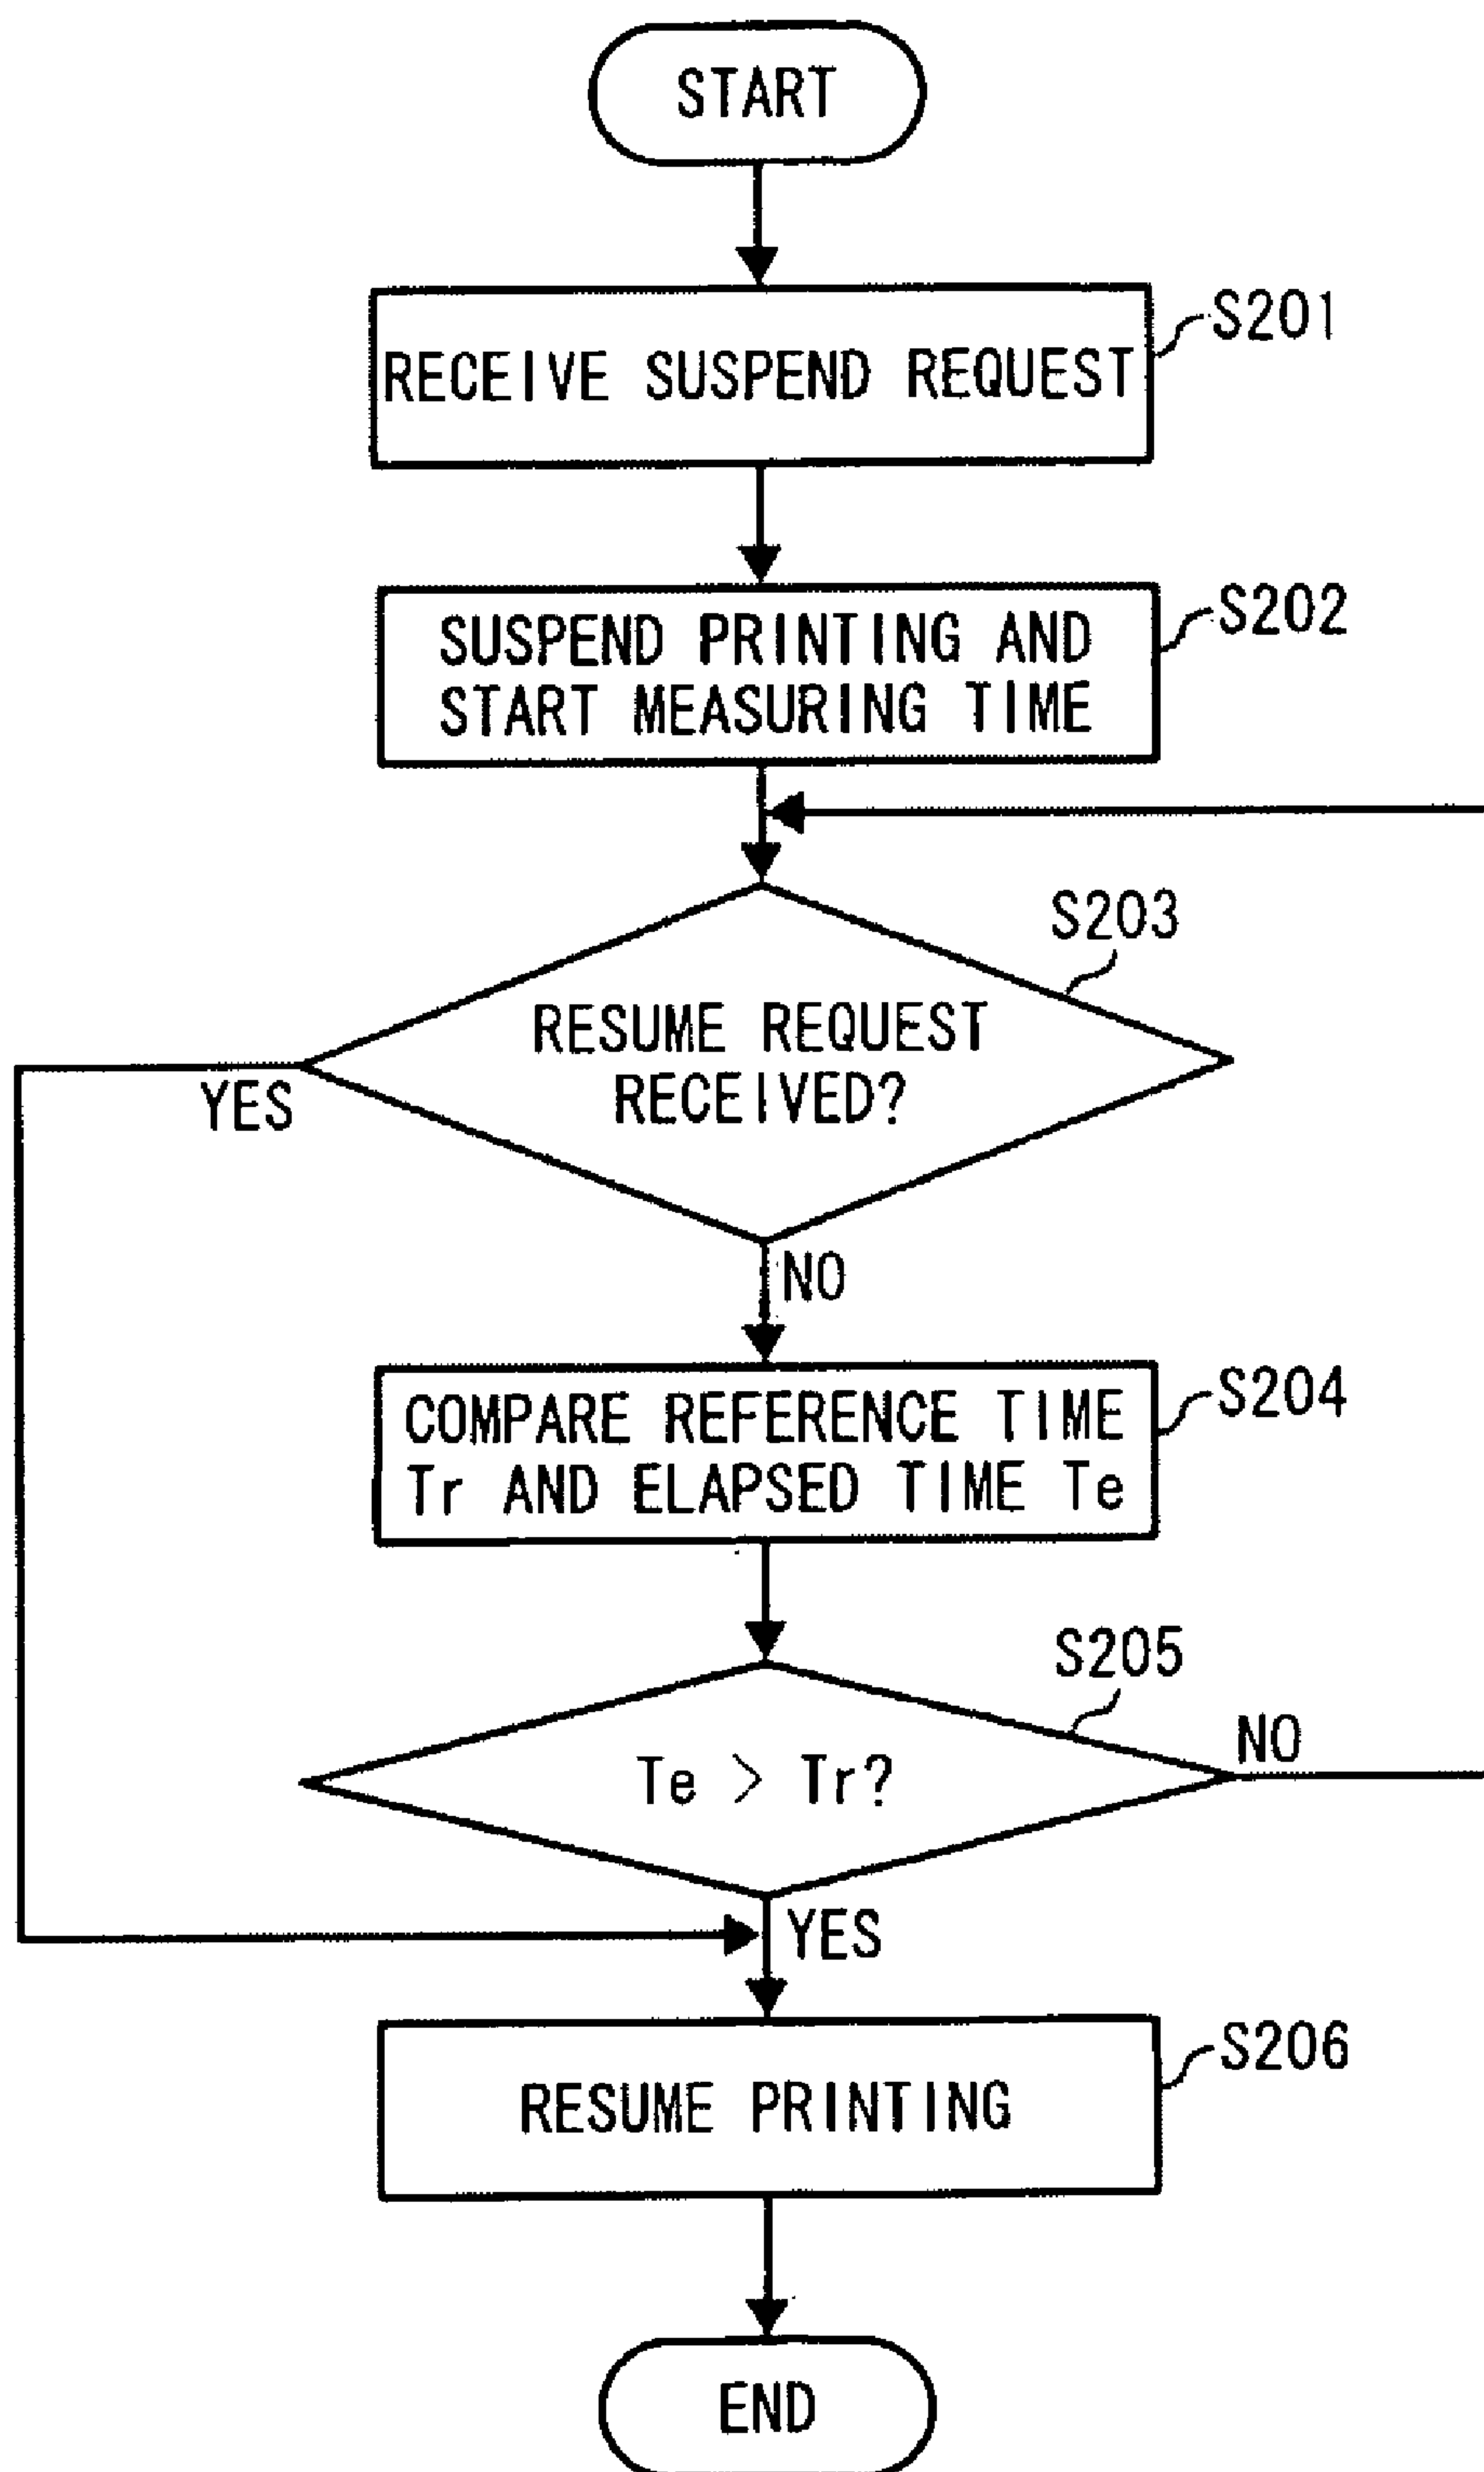 START
RECEIVE SUSPEND REQUEST
S201
SUSPEND PRINTING AND
START MEASURING TIME
S202
S203
RESUME REQUEST
RECEIVED?
YES
NO
COMPARE REFERENCE TIME
Tr AND ELAPSED TIME Te
S204
S205
Te > Tr?
NO
YES
RESUME PRINTING
S206
END